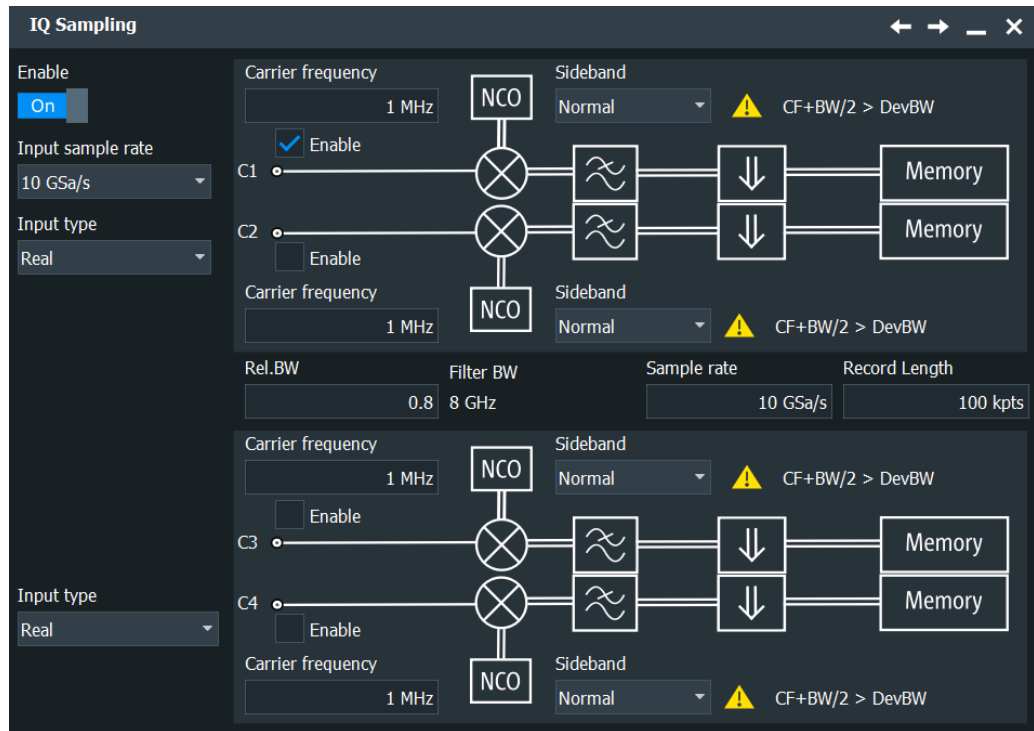 IQ Sampling
Enable
On
Input sample rate
10 GSa/s
Input type
Real
Carrier frequency
1 MHz
NCO
Sideband
Normal
CF+BW/2 > DevBW
Enable
C1
Memory
C2
Memory
Enable
Carrier frequency
1 MHz
NCO
Sideband
Normal
CF+BW/2 > DevBW
Rel.BW
0.8
Filter BW
8 GHz
Sample rate
10 GSa/s
Record Length
100 kpts
Carrier frequency
1 MHz
NCO
Sideband
Normal
CF+BW/2 > DevBW
Enable
C3
Memory
Input type
Real
C4
Memory
Enable
Carrier frequency
1 MHz
NCO
Sideband
Normal
CF+BW/2 > DevBW